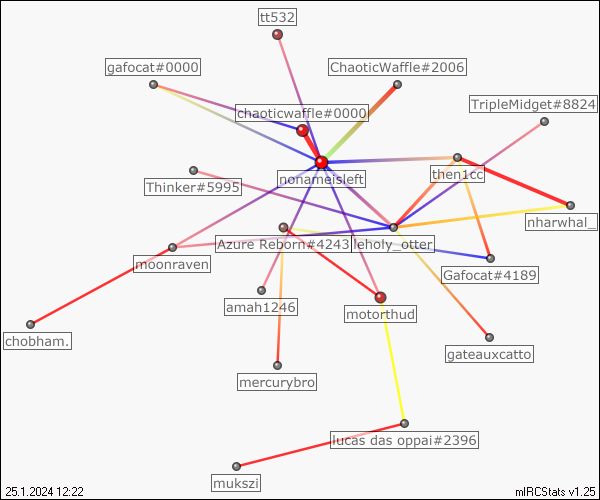 tt532
gafocat#0000
ChaoticWaffle#2006
TripleMidget#8824
chaoticwaffle#0000
nonameisleft
then1cC
Thinker#5995
nharwhal_
Azure Reborn#4243
leholy_otter
moonraven
Gafocat#4189
amah1246
motorthud
chobham.
gateauxcatto
mercurybro
lucas das oppai#2396
mukszi
25.1.2024 12:22
mIRCStats v1.25